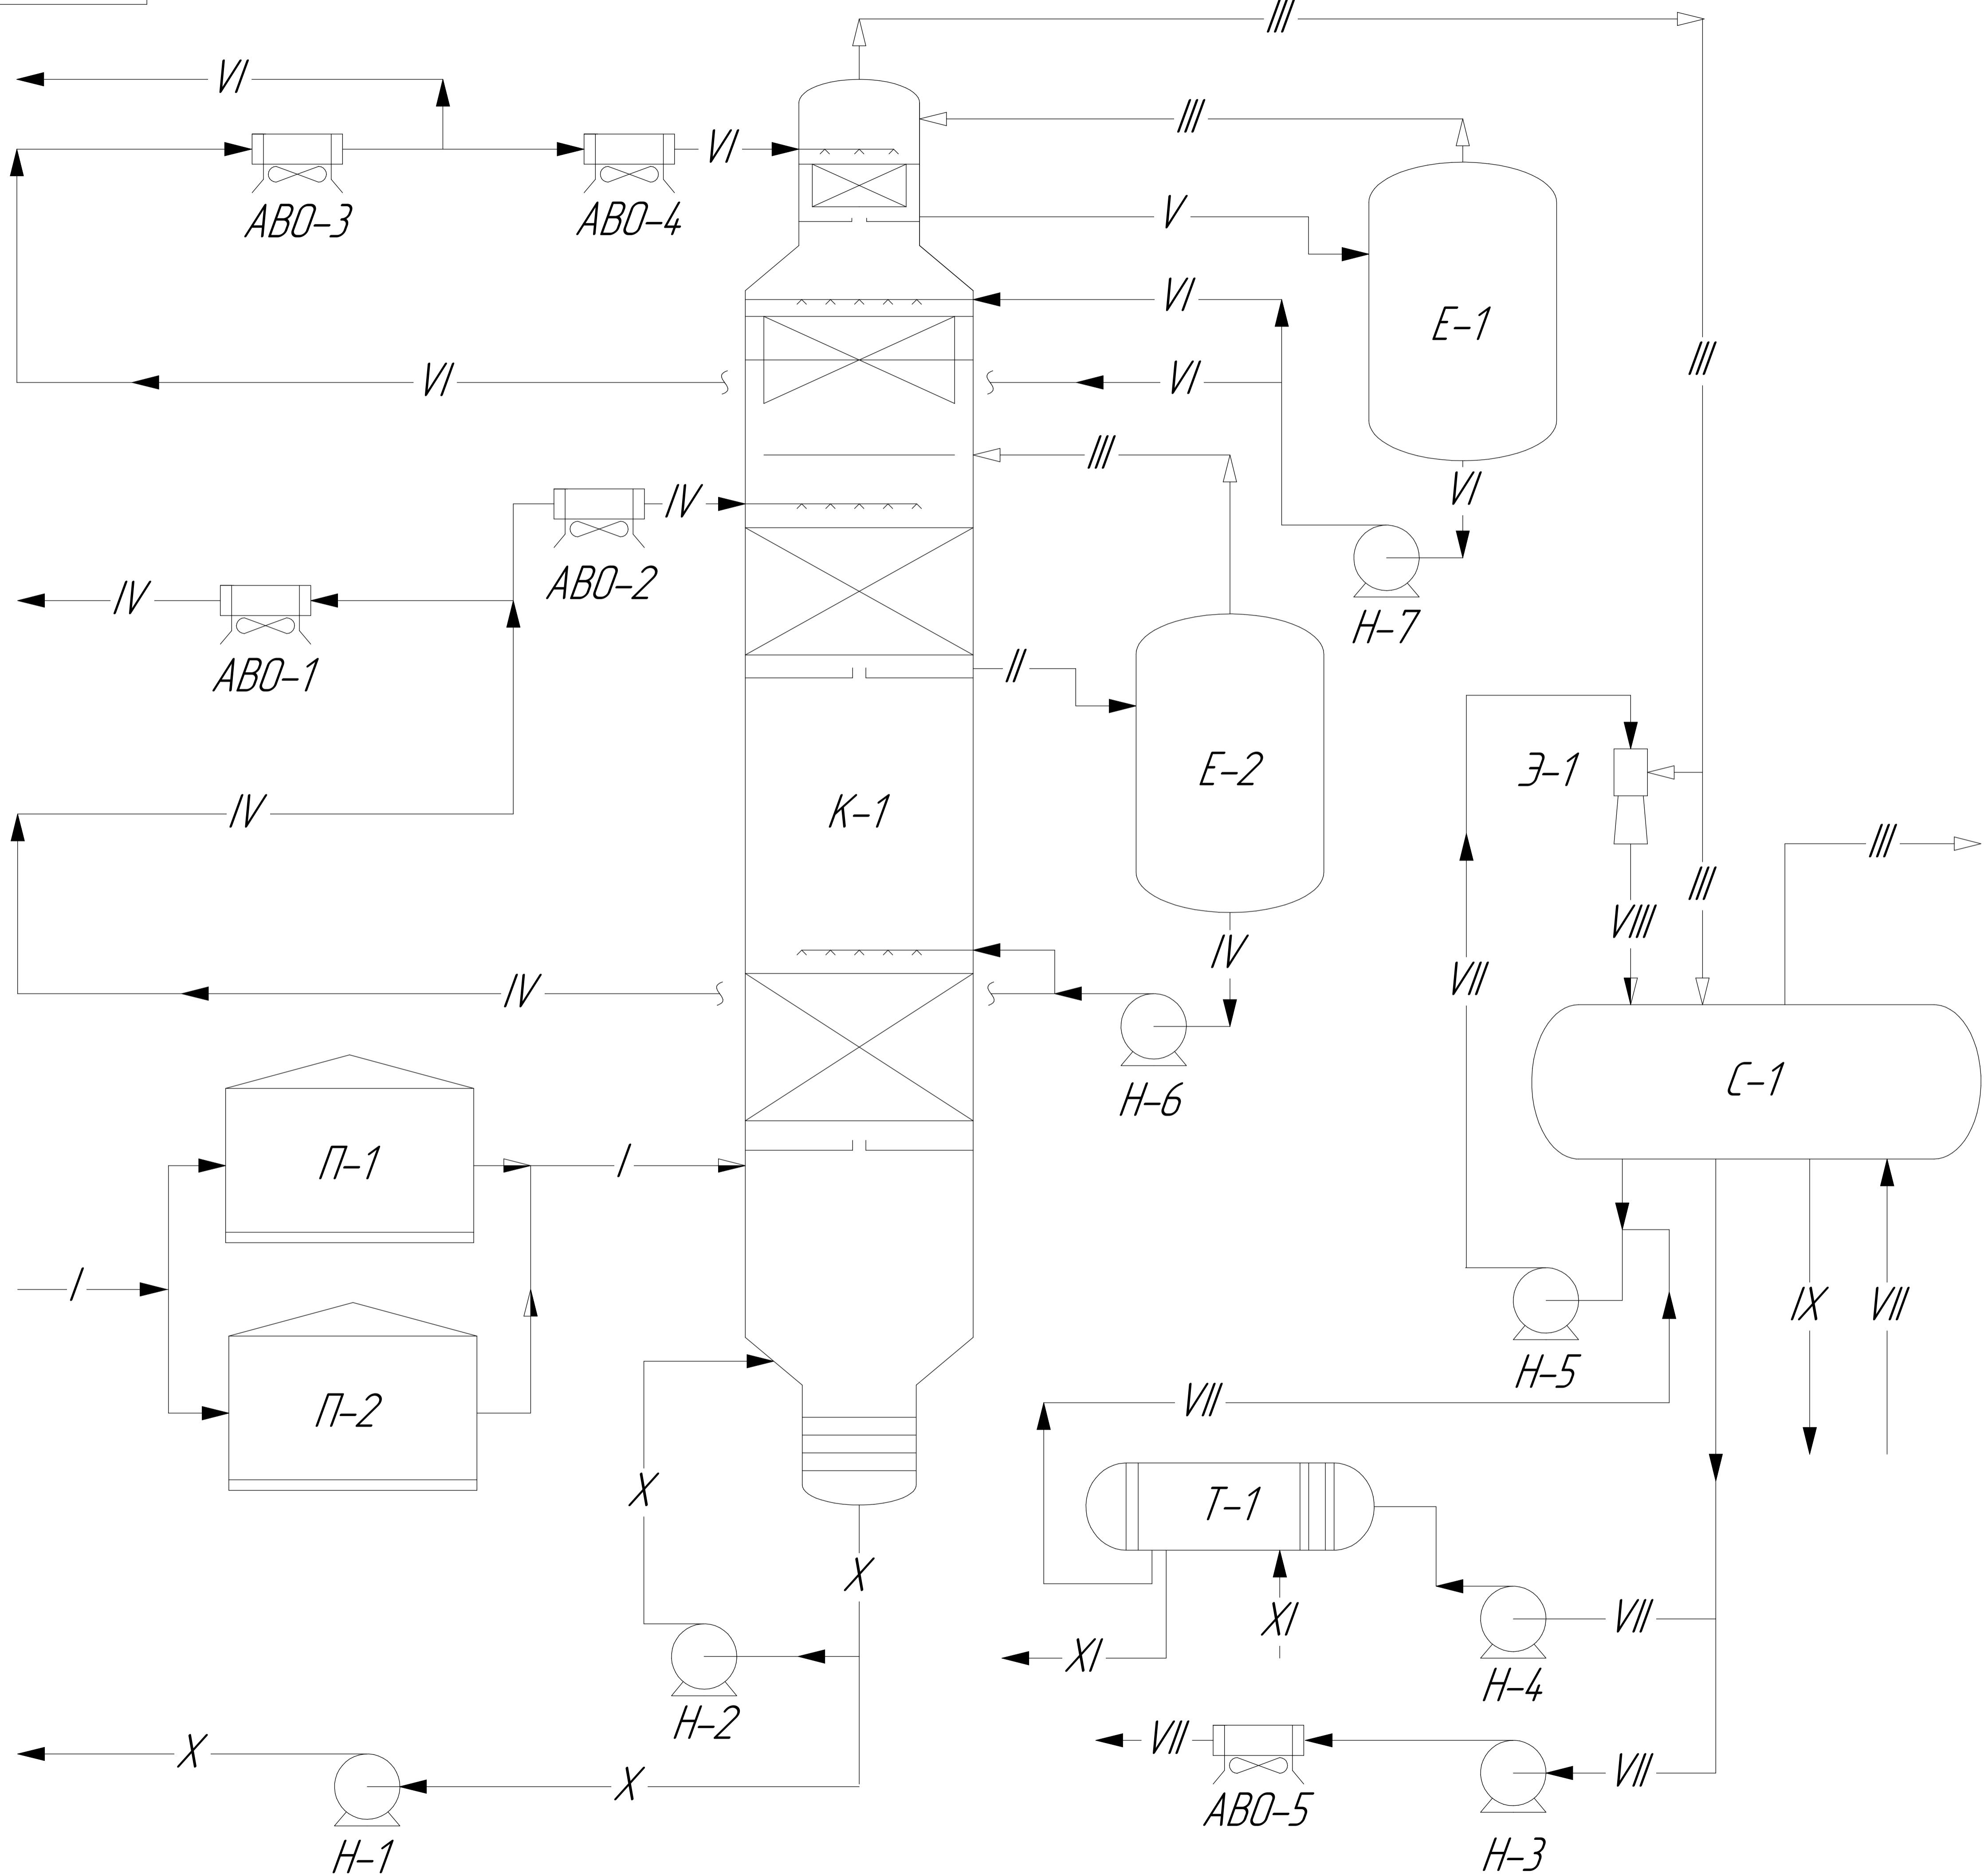 III
VI
III
VI
АВО-3
АВО-4
V
VI
E-1
III
VI
VI
III
VI
IV
АВО-2
IV
H-7
АВО-1
II
Э-1
E-2
К-1
IV
III
III
VIII
IV
VII
IV
С-1
H-6
П-1
I
I
IX
VII
H-5
П-2
VII
X
T-1
X
VII
XI
XI
H-4
H-2
VII
X
X
VII
АВО-5
H-1
H-3